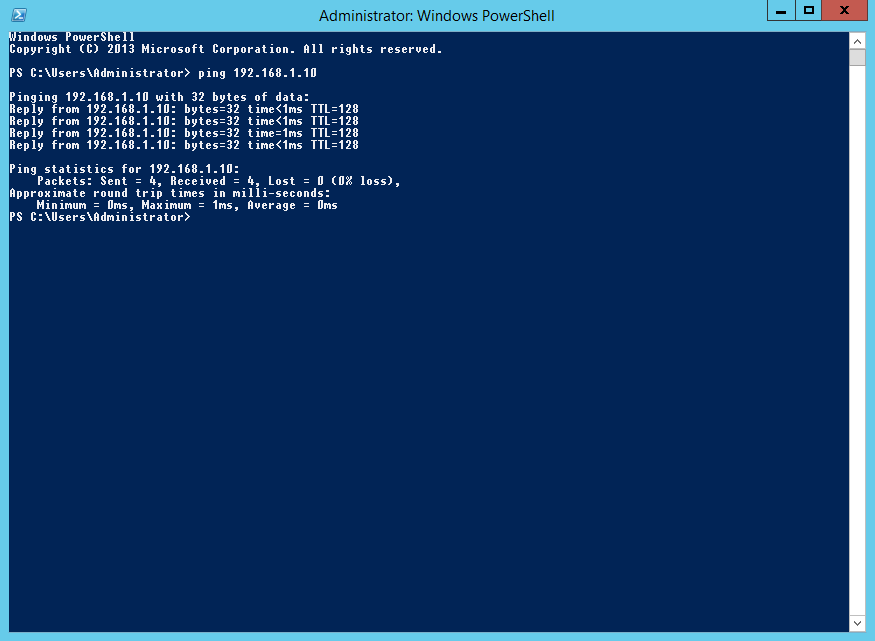 Administrator: Windows PowerShell
Windows PowerShell
Copyright (C) 2013 Microsoft Corporation. All rights reserved.
PS C:\Users\Administrator> ping 192.168.1.10
Pinging 192.168.1.10 with 32 bytes of data:
Reply from 192.168.1.10: bytes=32 time<1ms TTL=128
Reply from 192.168.1.10: bytes=32 time<1ms TTL=128
Reply from 192.168.1.10: bytes=32 time=1ms TTL=128
Reply from 192.168.1.10: bytes=32 time<1ms TTL=128
Ping statistics for 192.168.1.10:
    Packets: Sent = 4, Received = 4, Lost = 0 (0% loss),
Approximate round trip times in milli-seconds:
    Minimum = 0ms, Maximum = 1ms, Average = 0ms
PS C:\Users\Administrator>